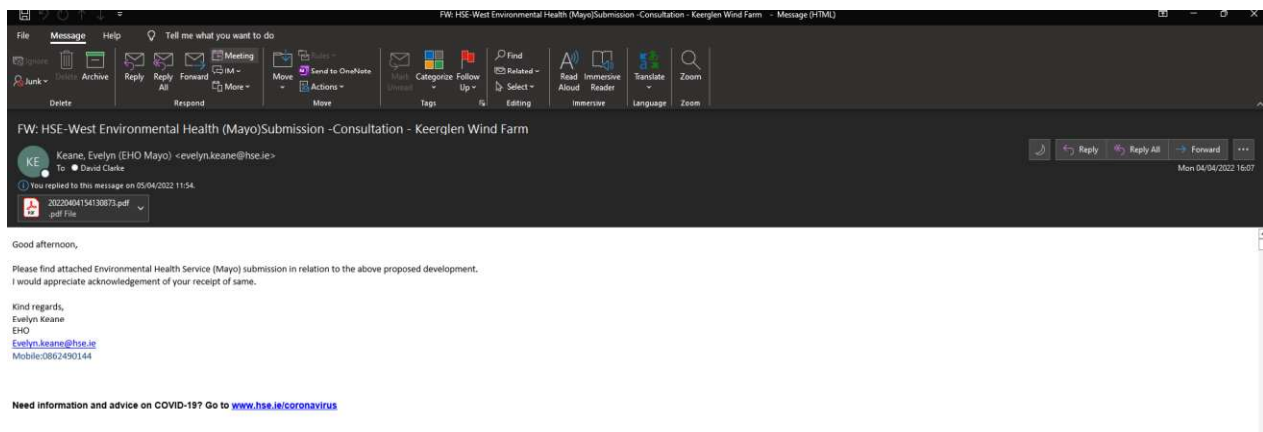 FW: HSE-West Environmental Health (Mayo)Submission -Consultation - Keerglen Wind Farm - Message (HTML)
File Message Help Tell me what you want to do
Ignore
Junk
Delete Archive
Reply Reply All Forward
Meeting
IM
More
Move
Rules
Send to OneNote
Actions
Mark Unread
Categorize Follow Up
Find
Related
Select
Read Aloud
Immersive Reader
Translate
Zoom
Delete Respond Move Tags Editing Immersive Language Zoom
FW: HSE-West Environmental Health (Mayo)Submission -Consultation - Keerglen Wind Farm
KE
Keane, Evelyn (EHO Mayo) <evelyn.keane@hse.ie>
To David Clarke
Reply Reply All Forward
Mon 04/04/2022 16:07
You replied to this message on 05/04/2022 11:54.
20220404154130873.pdf
.pdf File
Good afternoon,
Please find attached Environmental Health Service (Mayo) submission in relation to the above proposed development.
I would appreciate acknowledgement of your receipt of same.
Kind regards,
Evelyn Keane
EHO
Evelyn.keane@hse.ie
Mobile:0862490144
Need information and advice on COVID-19? Go to www.hse.ie/coronavirus